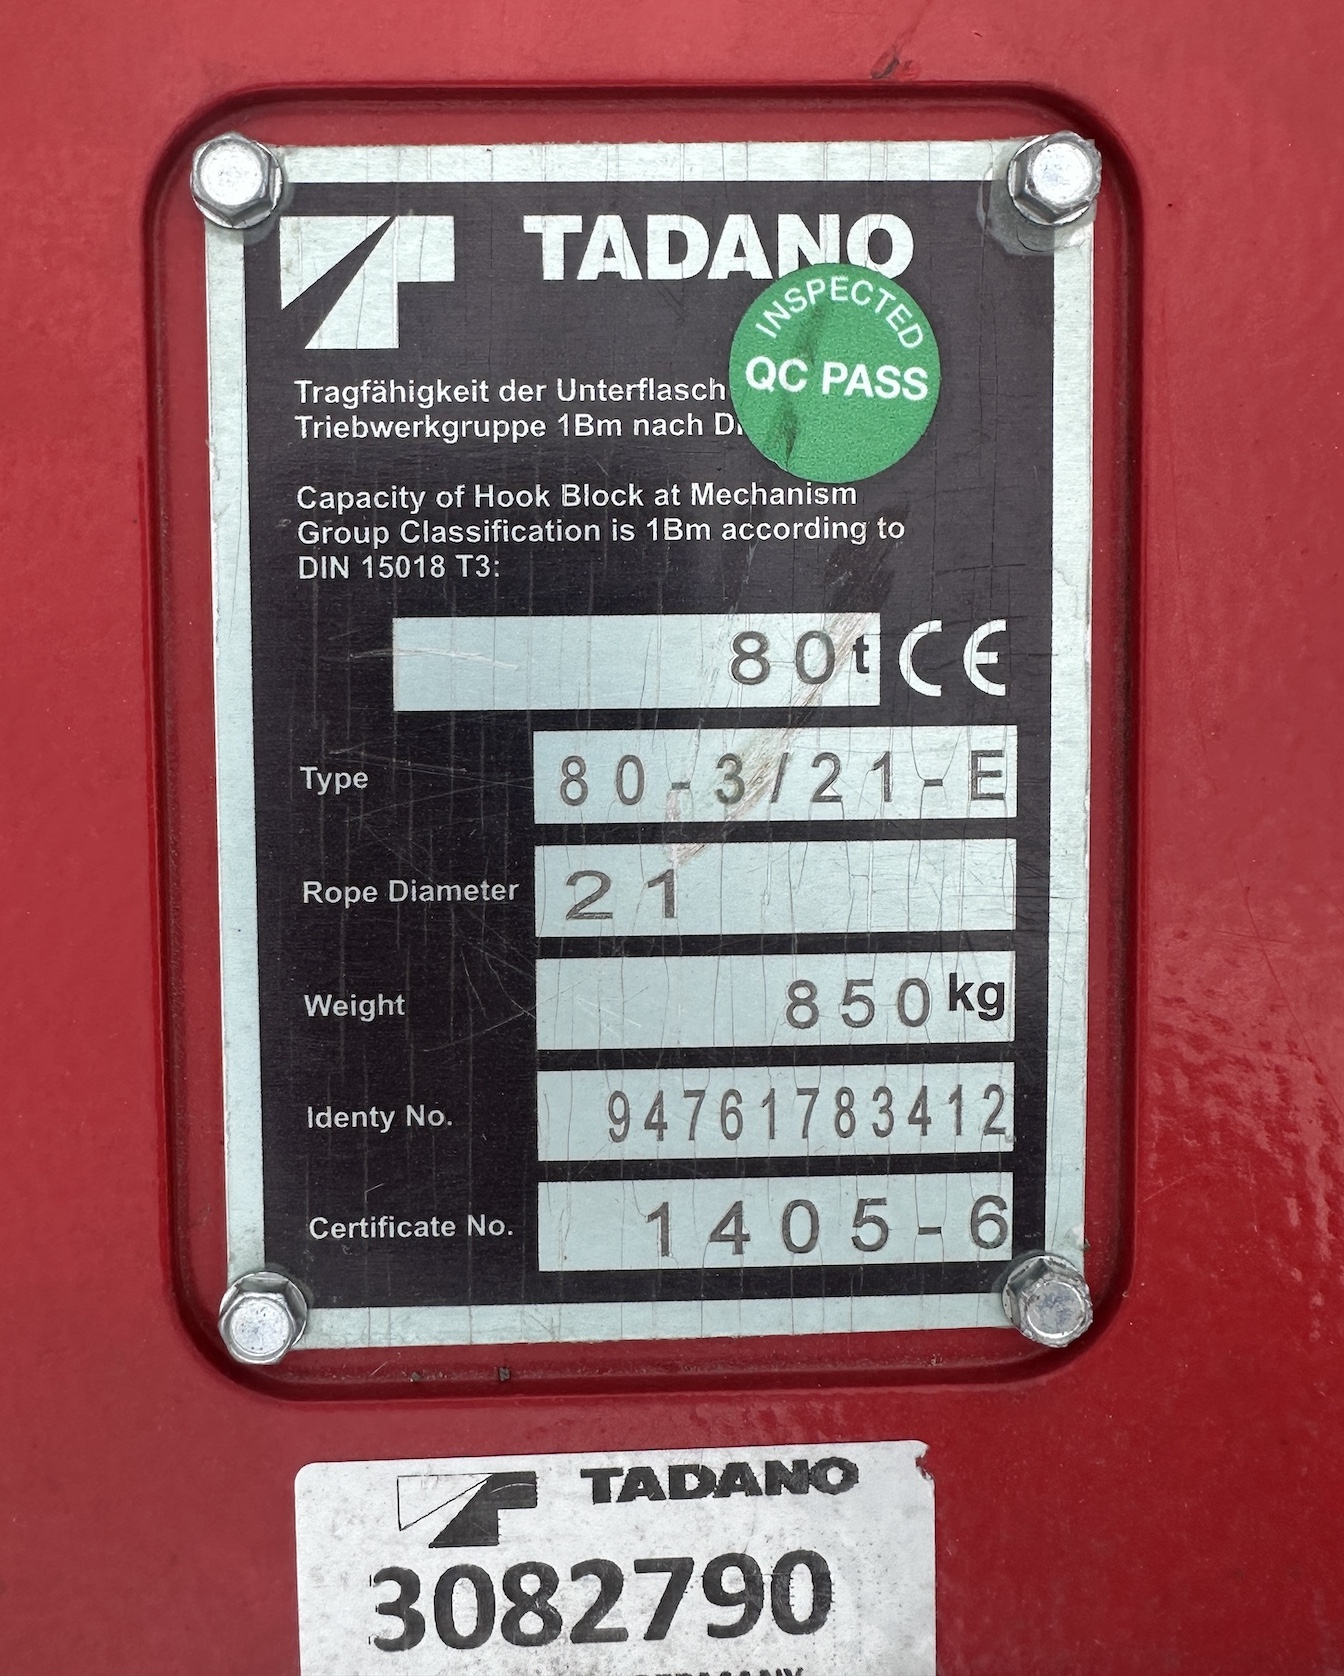 TADANO
INSPECTED
QC PASS
Tragfähigkeit der
Triebwerkgruppe 1Bm nach
Capacity of Hook Block at Mechanism
Group Classification is 1Bm according to
DIN 15018 T3:
80t CE
Type 80-3/21-E
Rope Diameter 21
Weight 850 kg
Identy No. 94761783412
Certificate No. 1405-6
TADANO
3082790
GERMANY